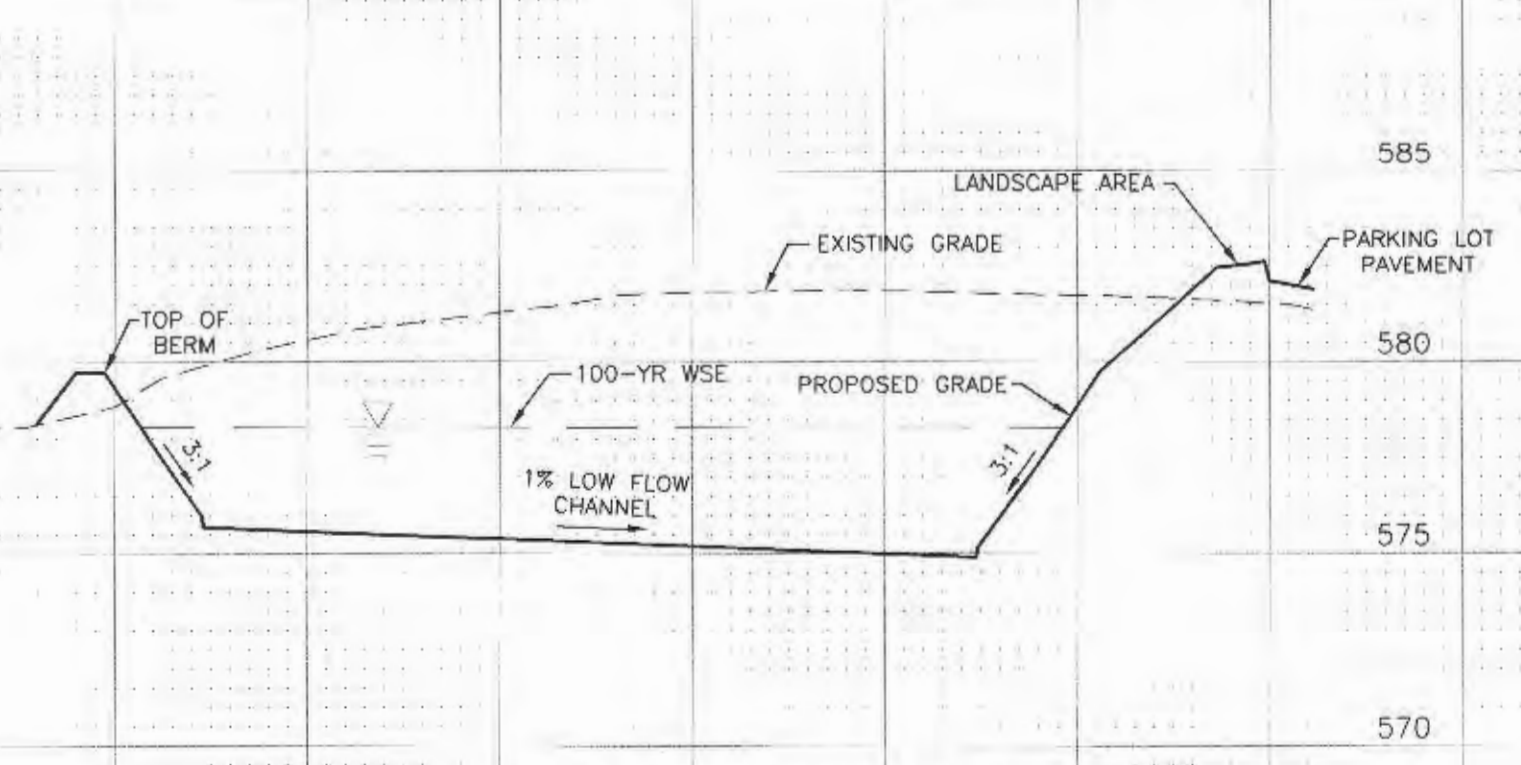 585
LANDSCAPE AREA
EXISTING GRADE
PARKING LOT
PAVEMENT
TOP OF
BERM
580
100-YR WSE
PROPOSED GRADE
3:1
3:1
1% LOW FLOW
CHANNEL
575
570